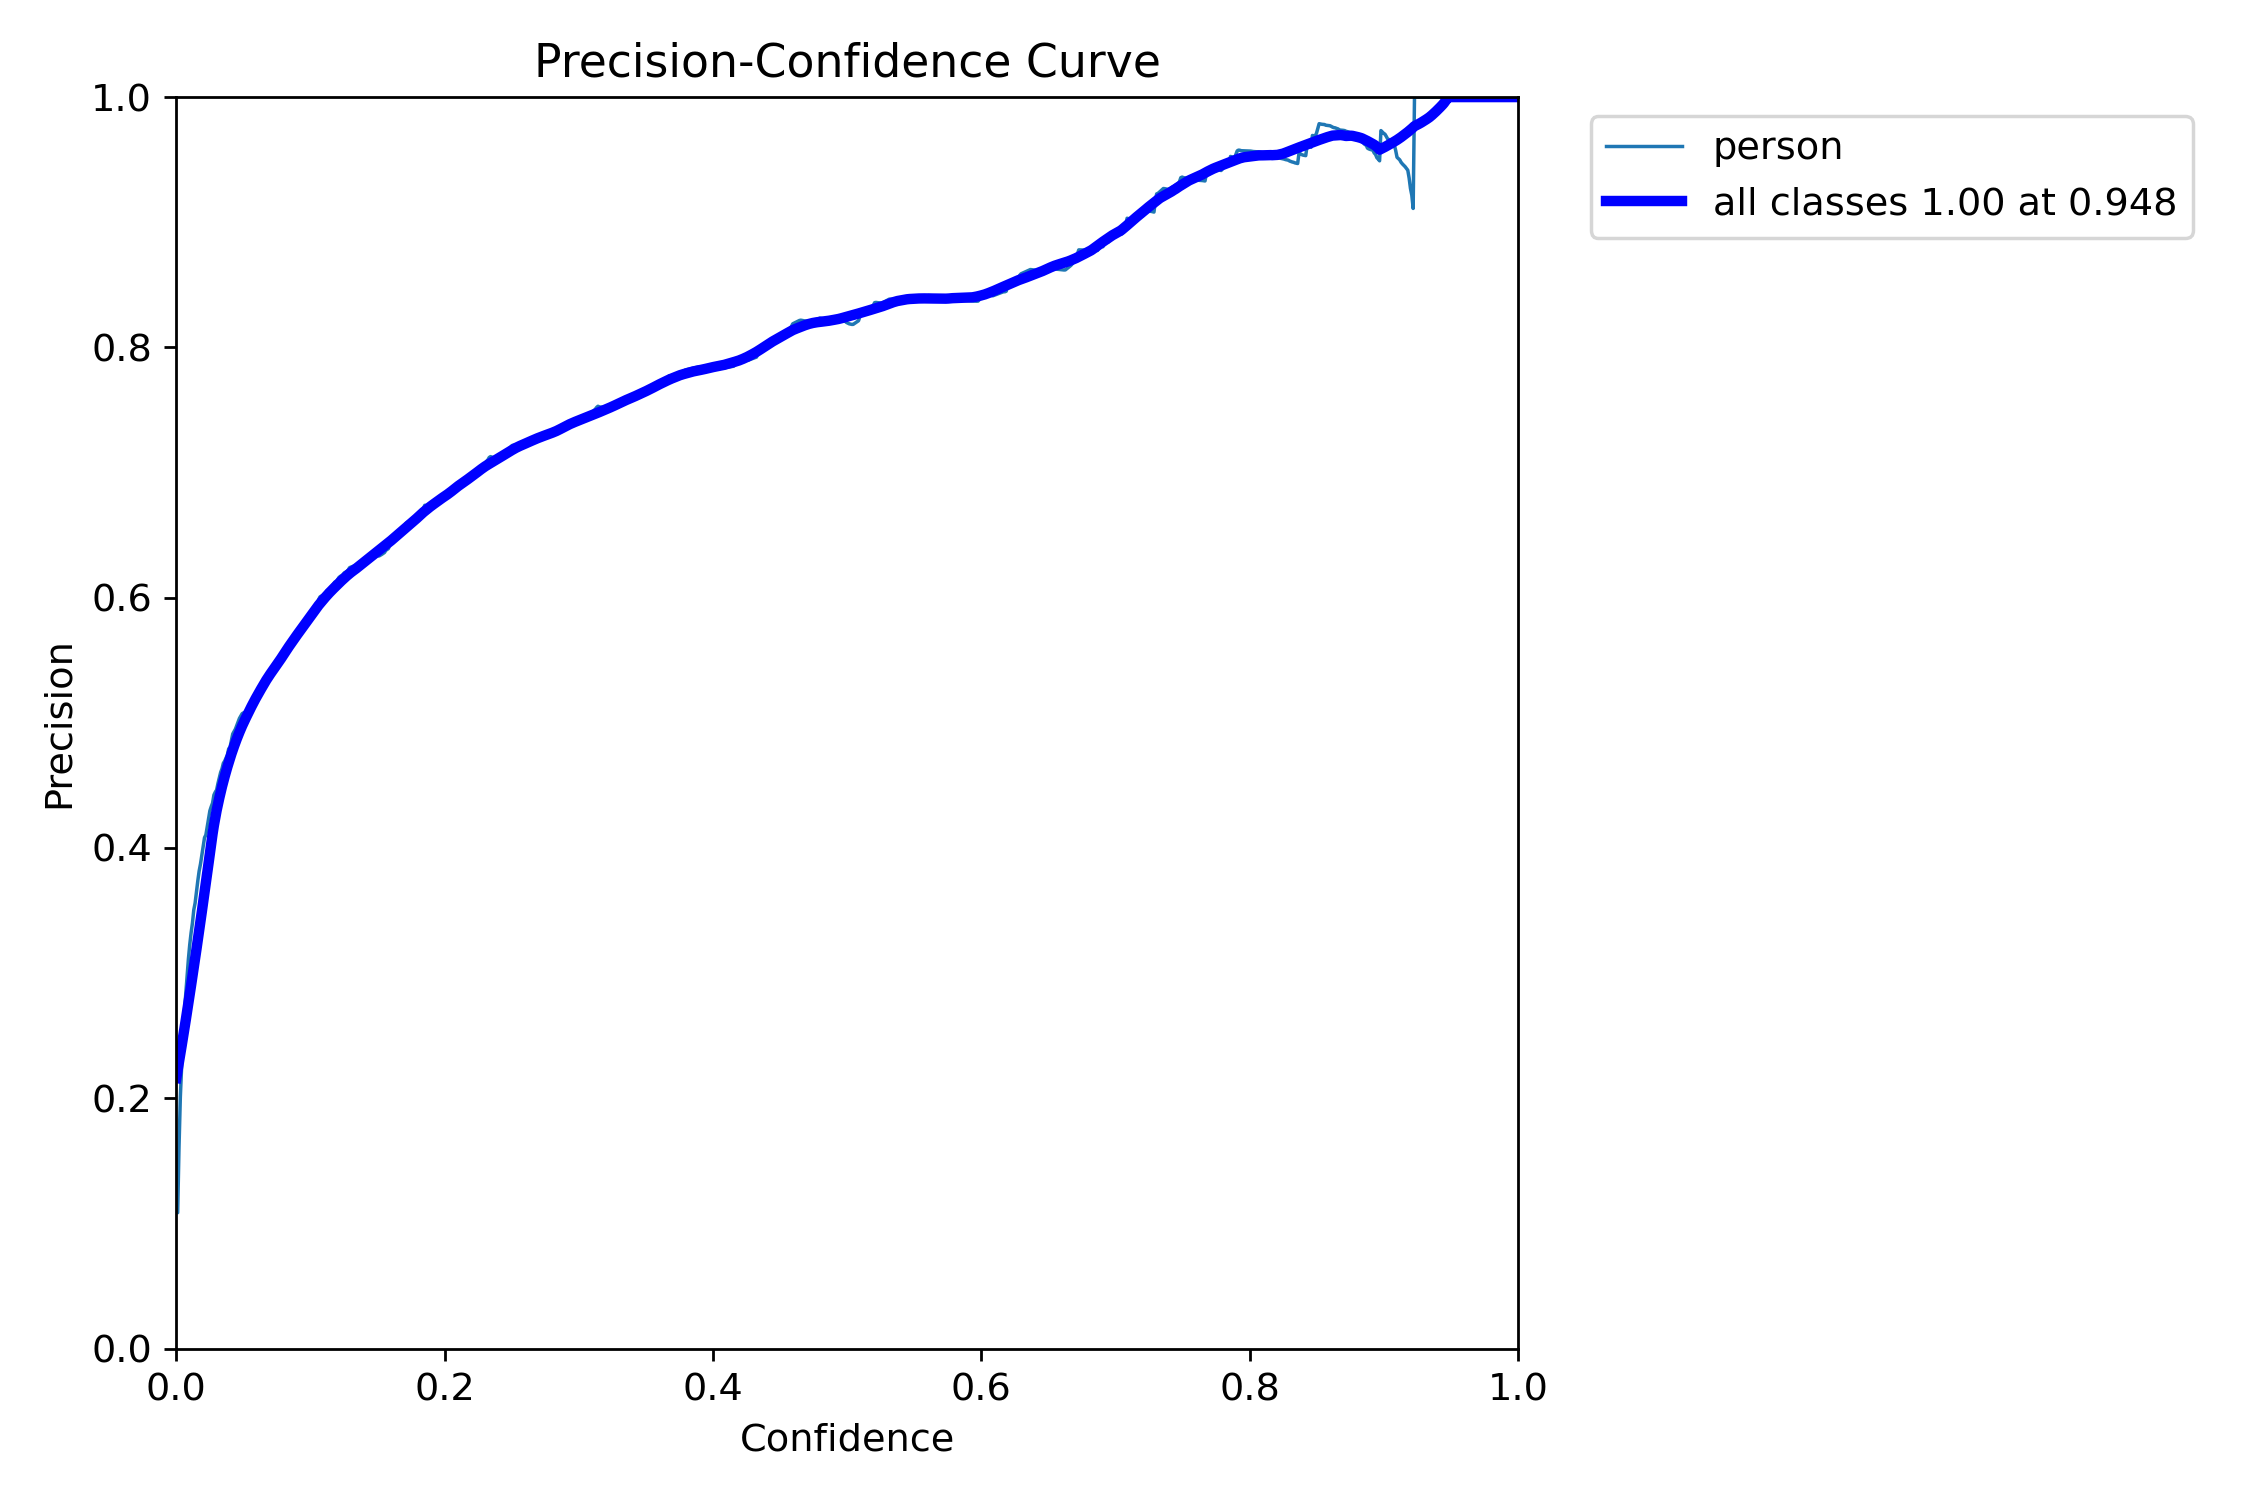 Precision-Confidence Curve
1.0
0.8
0.6
0.4
0.2
0.0
Precision
0.0 0.2 0.4 0.6 0.8 1.0
Confidence
person
all classes 1.00 at 0.948